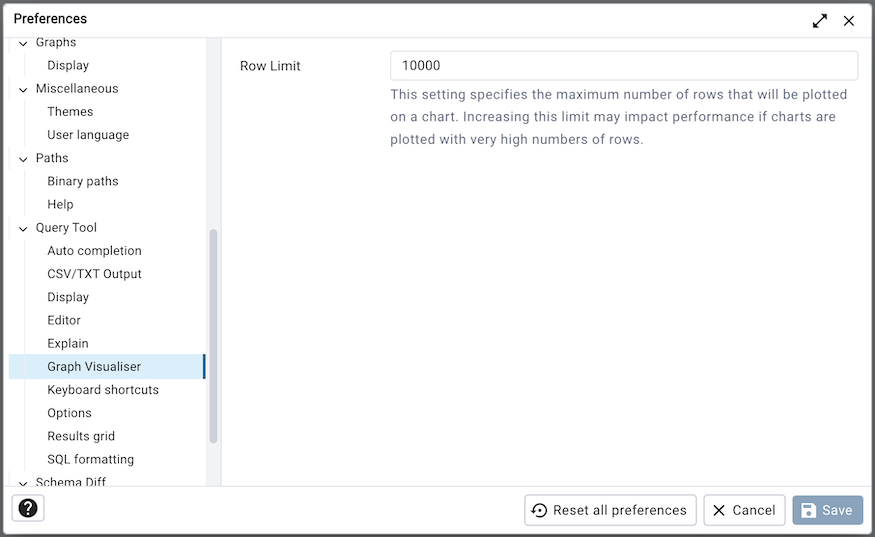 Preferences
Graphs
Display
Miscellaneous
Themes
User language
Paths
Binary paths
Help
Query Tool
Auto completion
CSV/TXT Output
Display
Editor
Explain
Graph Visualiser
Keyboard shortcuts
Options
Results grid
SQL formatting
Schema Diff
Row Limit
10000
This setting specifies the maximum number of rows that will be plotted
on a chart. Increasing this limit may impact performance if charts are
plotted with very high numbers of rows.
?
Reset all preferences
Cancel
Save